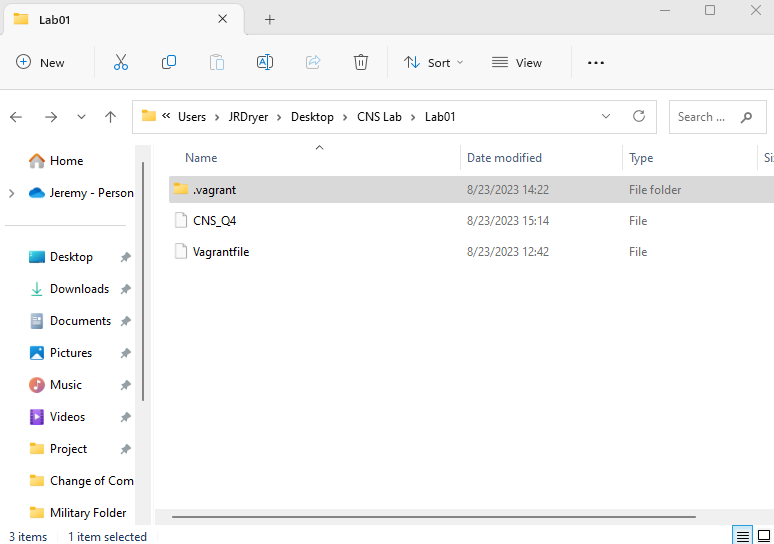 Lab01
New
Sort
View
Users
JRDryer
Desktop
CNS Lab
Lab01
Search ...
Home
Jeremy - Person
Desktop
Downloads
Documents
Pictures
Music
Videos
Project
Change of Com
Military Folder
Name Date modified Type Si
.vagrant 8/23/2023 14:22 File folder
CNS_Q4 8/23/2023 15:14 File
Vagrantfile 8/23/2023 12:42 File
3 items 1 item selected